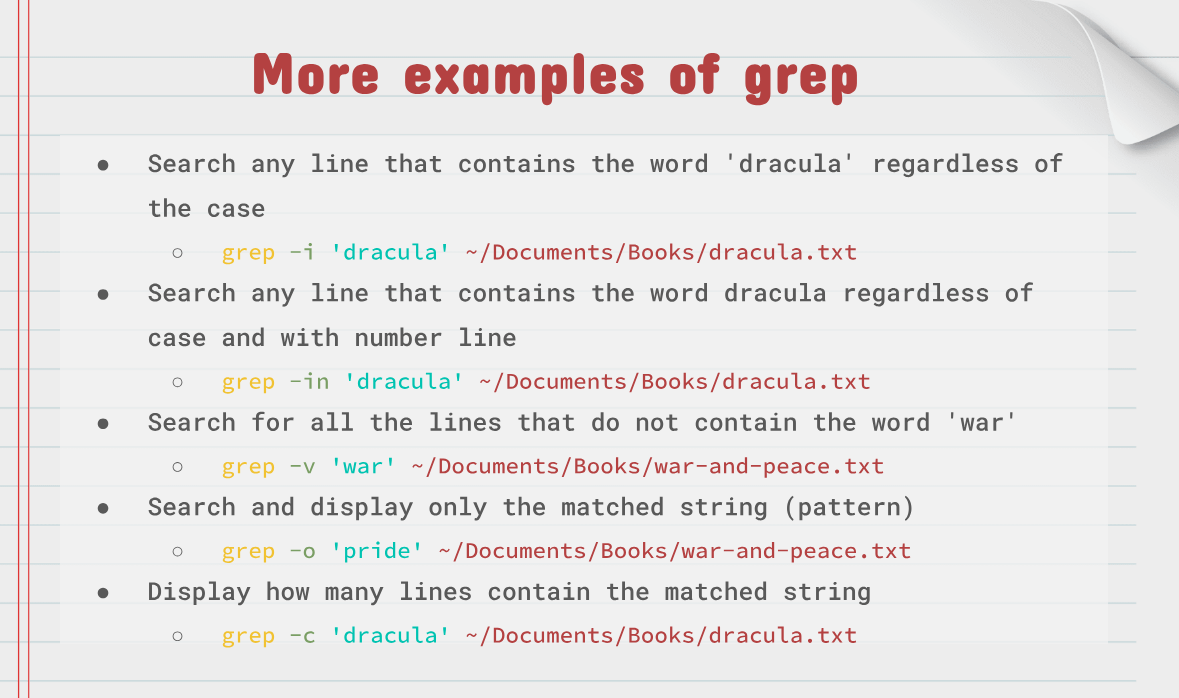 More examples of grep
● Search any line that contains the word 'dracula' regardless of
the case
○ grep -i 'dracula' ~/Documents/Books/dracula.txt
● Search any line that contains the word dracula regardless of
case and with number line
○ grep -in 'dracula' ~/Documents/Books/dracula.txt
● Search for all the lines that do not contain the word 'war'
○ grep -v 'war' ~/Documents/Books/war-and-peace.txt
● Search and display only the matched string (pattern)
○ grep -o 'pride' ~/Documents/Books/war-and-peace.txt
● Display how many lines contain the matched string
○ grep -c 'dracula' ~/Documents/Books/dracula.txt